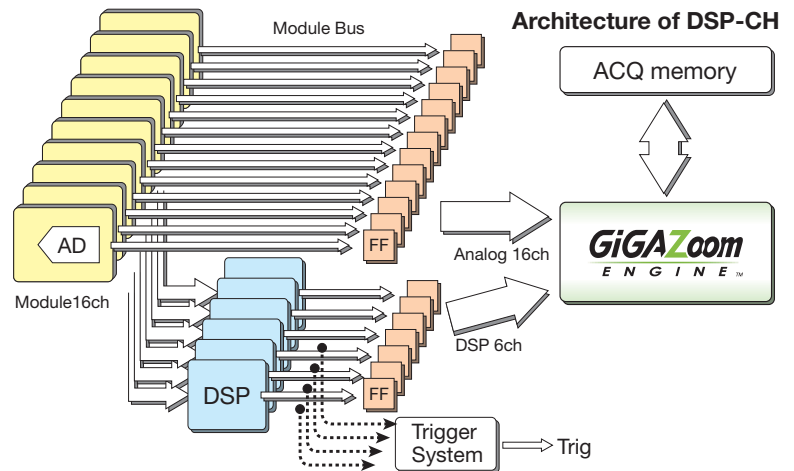 Architecture of DSP-CH
Module Bus
ACQ memory
AD
FF
Analog 16ch
GiGAZoom
ENGINE™
Module16ch
DSP 6ch
DSP
FF
Trigger
System
Trig